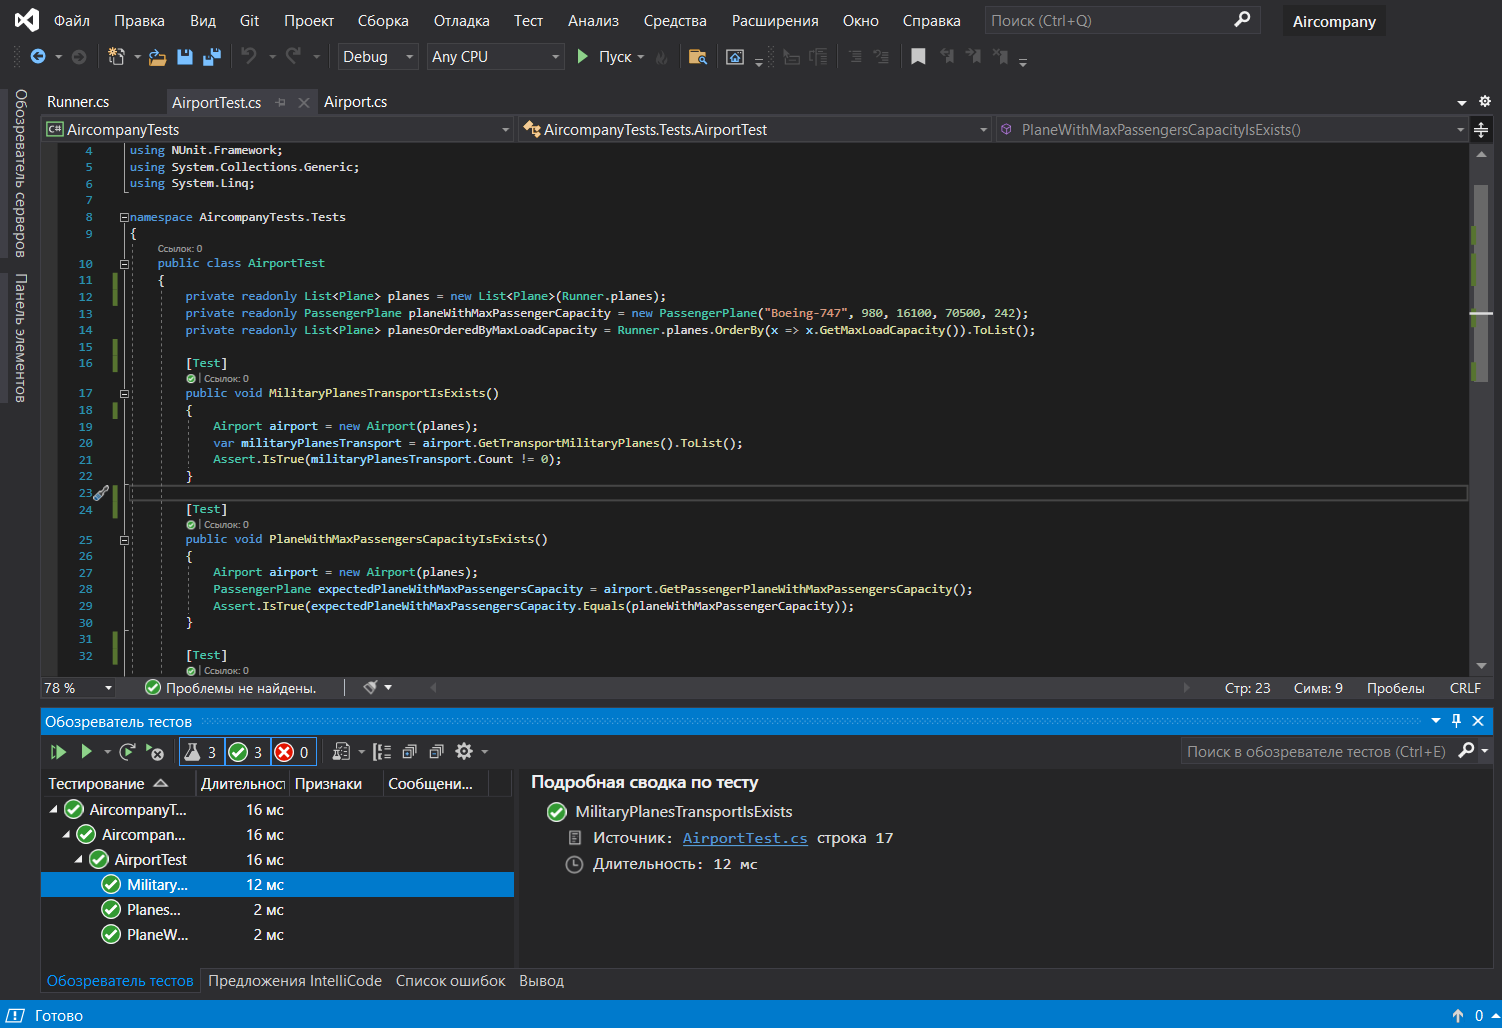 Файл Правка Вид Git Проект Сборка Отладка Тест Анализ Средства Расширения Окно Справка Поиск (Ctrl+Q) Aircompany
Debug Any CPU Пуск
Обозреватель серверов
Панель элементов
Runner.cs AirportTest.cs Airport.cs
C# AircompanyTests AircompanyTests.Tests.AirportTest PlaneWithMaxPassengersCapacityIsExists()
4 using NUnit.Framework;
5 using System.Collections.Generic;
6 using System.Linq;
7
8 namespace AircompanyTests.Tests
9 {
Ссылок: 0
10 public class AirportTest
11 {
12 private readonly List<Plane> planes = new List<Plane>(Runner.planes);
13 private readonly PassengerPlane planeWithMaxPassengerCapacity = new PassengerPlane("Boeing-747", 980, 16100, 70500, 242);
14 private readonly List<Plane> planesOrderedByMaxLoadCapacity = Runner.planes.OrderBy(x => x.GetMaxLoadCapacity()).ToList();
15
16 [Test]
| Ссылок: 0
17 public void MilitaryPlanesTransportIsExists()
18 {
19 Airport airport = new Airport(planes);
20 var militaryPlanesTransport = airport.GetTransportMilitaryPlanes().ToList();
21 Assert.IsTrue(militaryPlanesTransport.Count != 0);
22 }
23
24 [Test]
| Ссылок: 0
25 public void PlaneWithMaxPassengersCapacityIsExists()
26 {
27 Airport airport = new Airport(planes);
28 PassengerPlane expectedPlaneWithMaxPassengersCapacity = airport.GetPassengerPlaneWithMaxPassengersCapacity();
29 Assert.IsTrue(expectedPlaneWithMaxPassengersCapacity.Equals(planeWithMaxPassengerCapacity));
30 }
31
32 [Test]
| Ссылок: 0
78 % Проблемы не найдены. Стр: 23 Симв: 9 Пробелы CRLF
Обозреватель тестов
3 3 0 Поиск в обозревателе тестов (Ctrl+E)
Тестирование Длительност Признаки Сообщени...
AircompanyT... 16 мс
Aircompan... 16 мс
AirportTest 16 мс
Military... 12 мс
Planes... 2 мс
PlaneW... 2 мс
Подробная сводка по тесту
MilitaryPlanesTransportIsExists
Источник: AirportTest.cs строка 17
Длительность: 12 мс
Обозреватель тестов Предложения IntelliCode Список ошибок Вывод
Готово 0